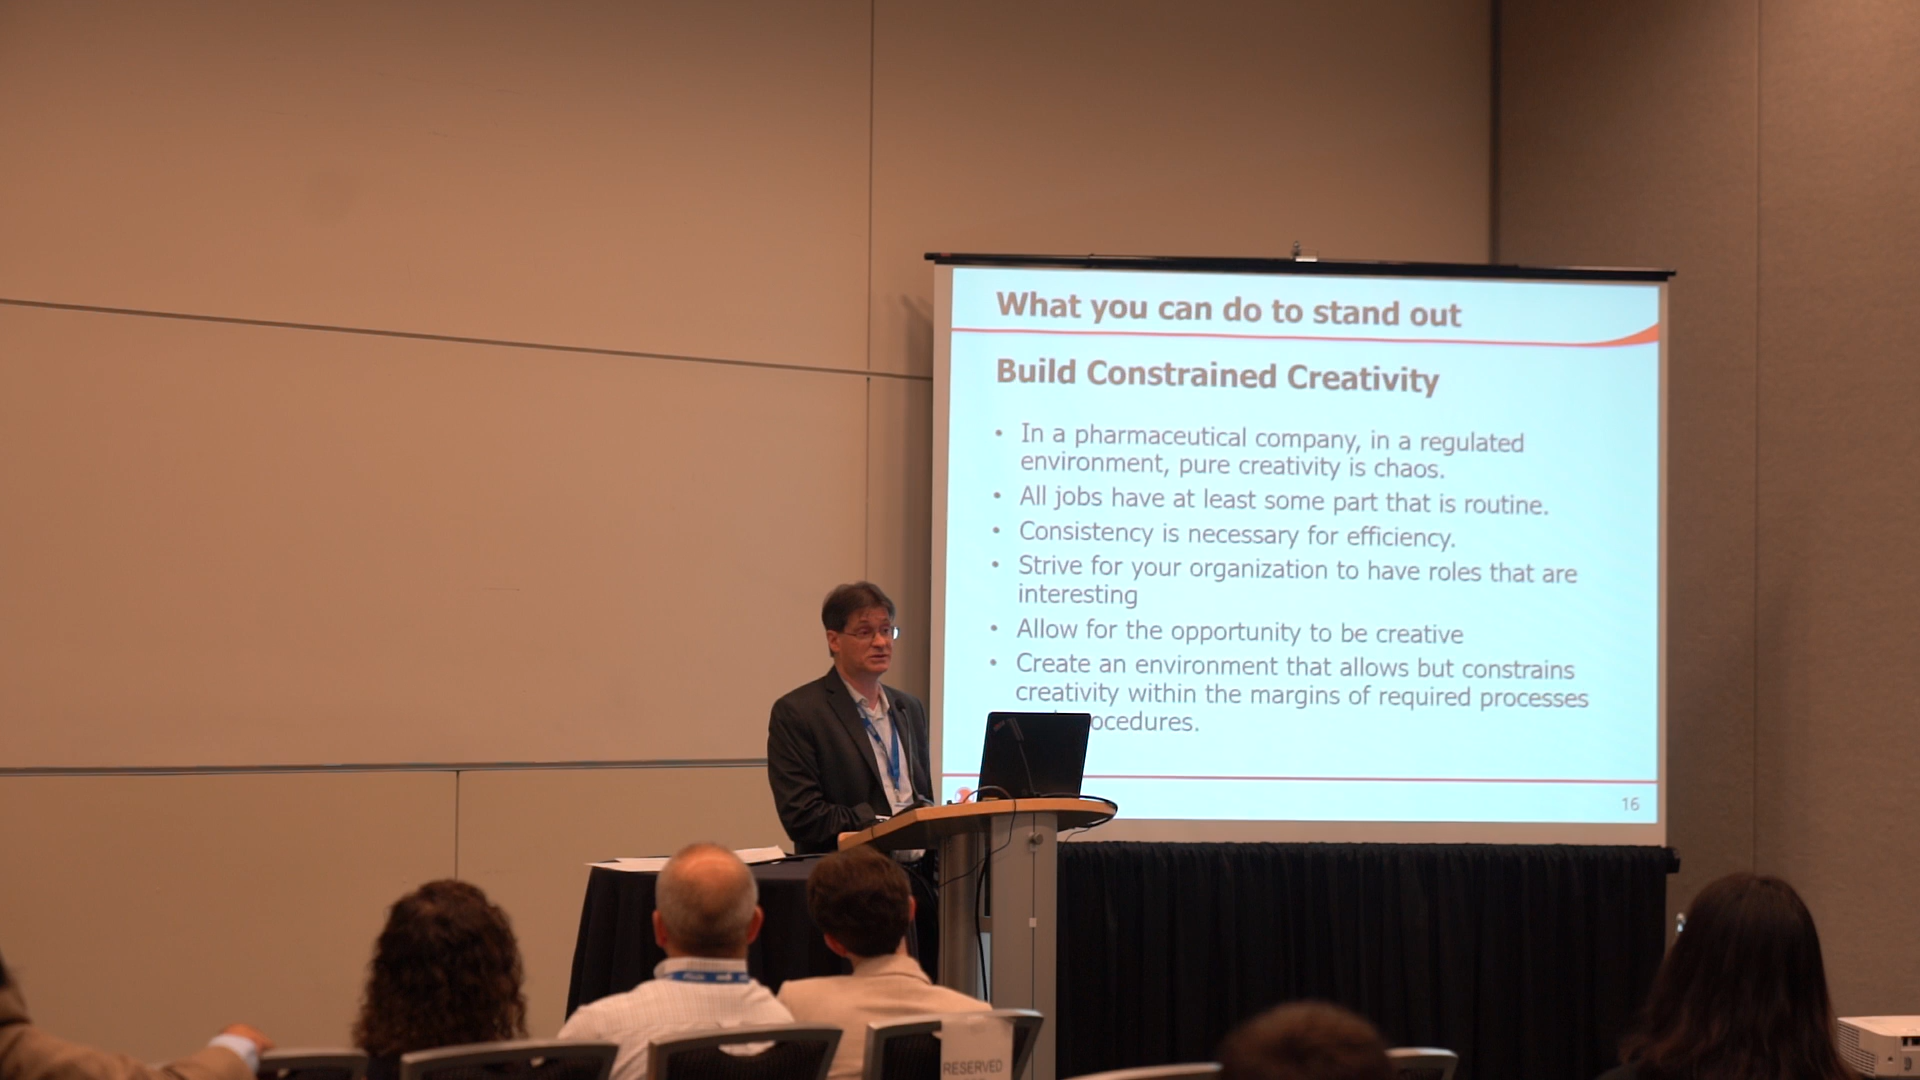 What you can do to stand out
Build Constrained Creativity
• In a pharmaceutical company, in a regulated
environment, pure creativity is chaos.
• All jobs have at least some part that is routine.
• Consistency is necessary for efficiency.
• Strive for your organization to have roles that are
interesting
• Allow for the opportunity to be creative
• Create an environment that allows but constrains
creativity within the margins of required processes
ocedures.
16
RESERVED